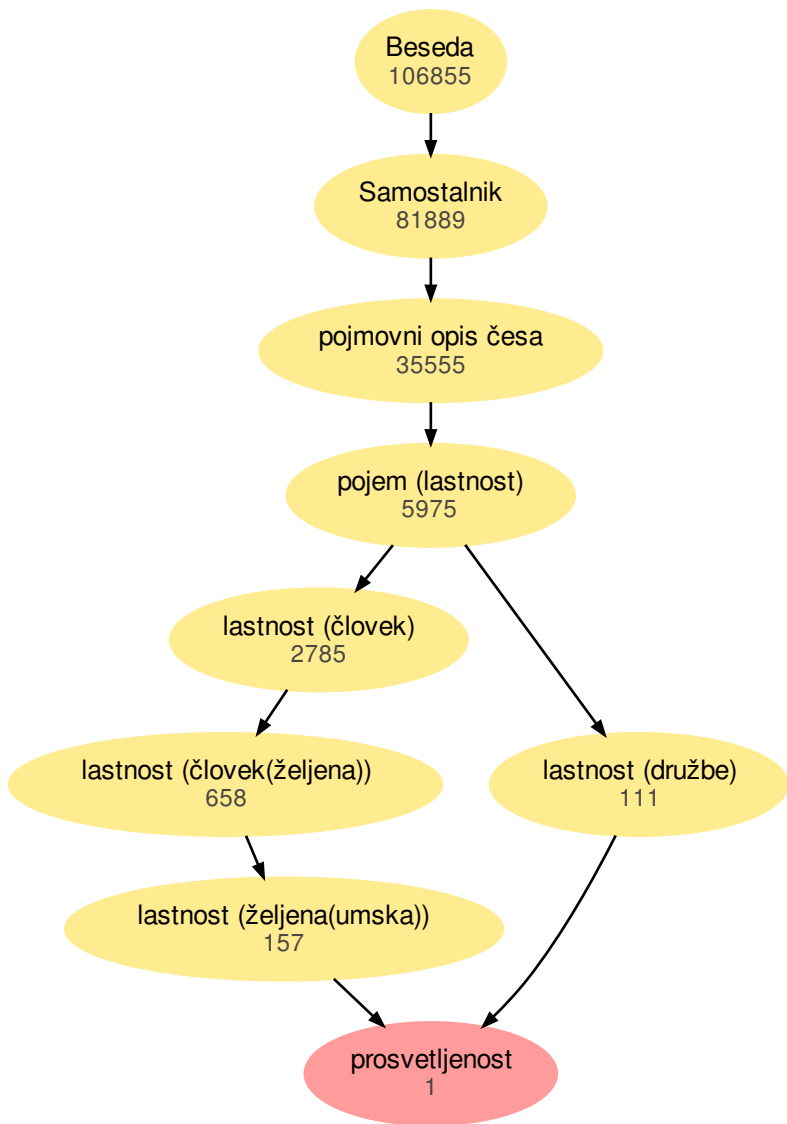 Beseda
106855
Samostalnik
81889
pojmovni opis česa
35555
pojem (lastnost)
5975
lastnost (človek)
2785
lastnost (človek(željena))
658
lastnost (družbe)
111
lastnost (željena(umska))
157
prosvetljenost
1